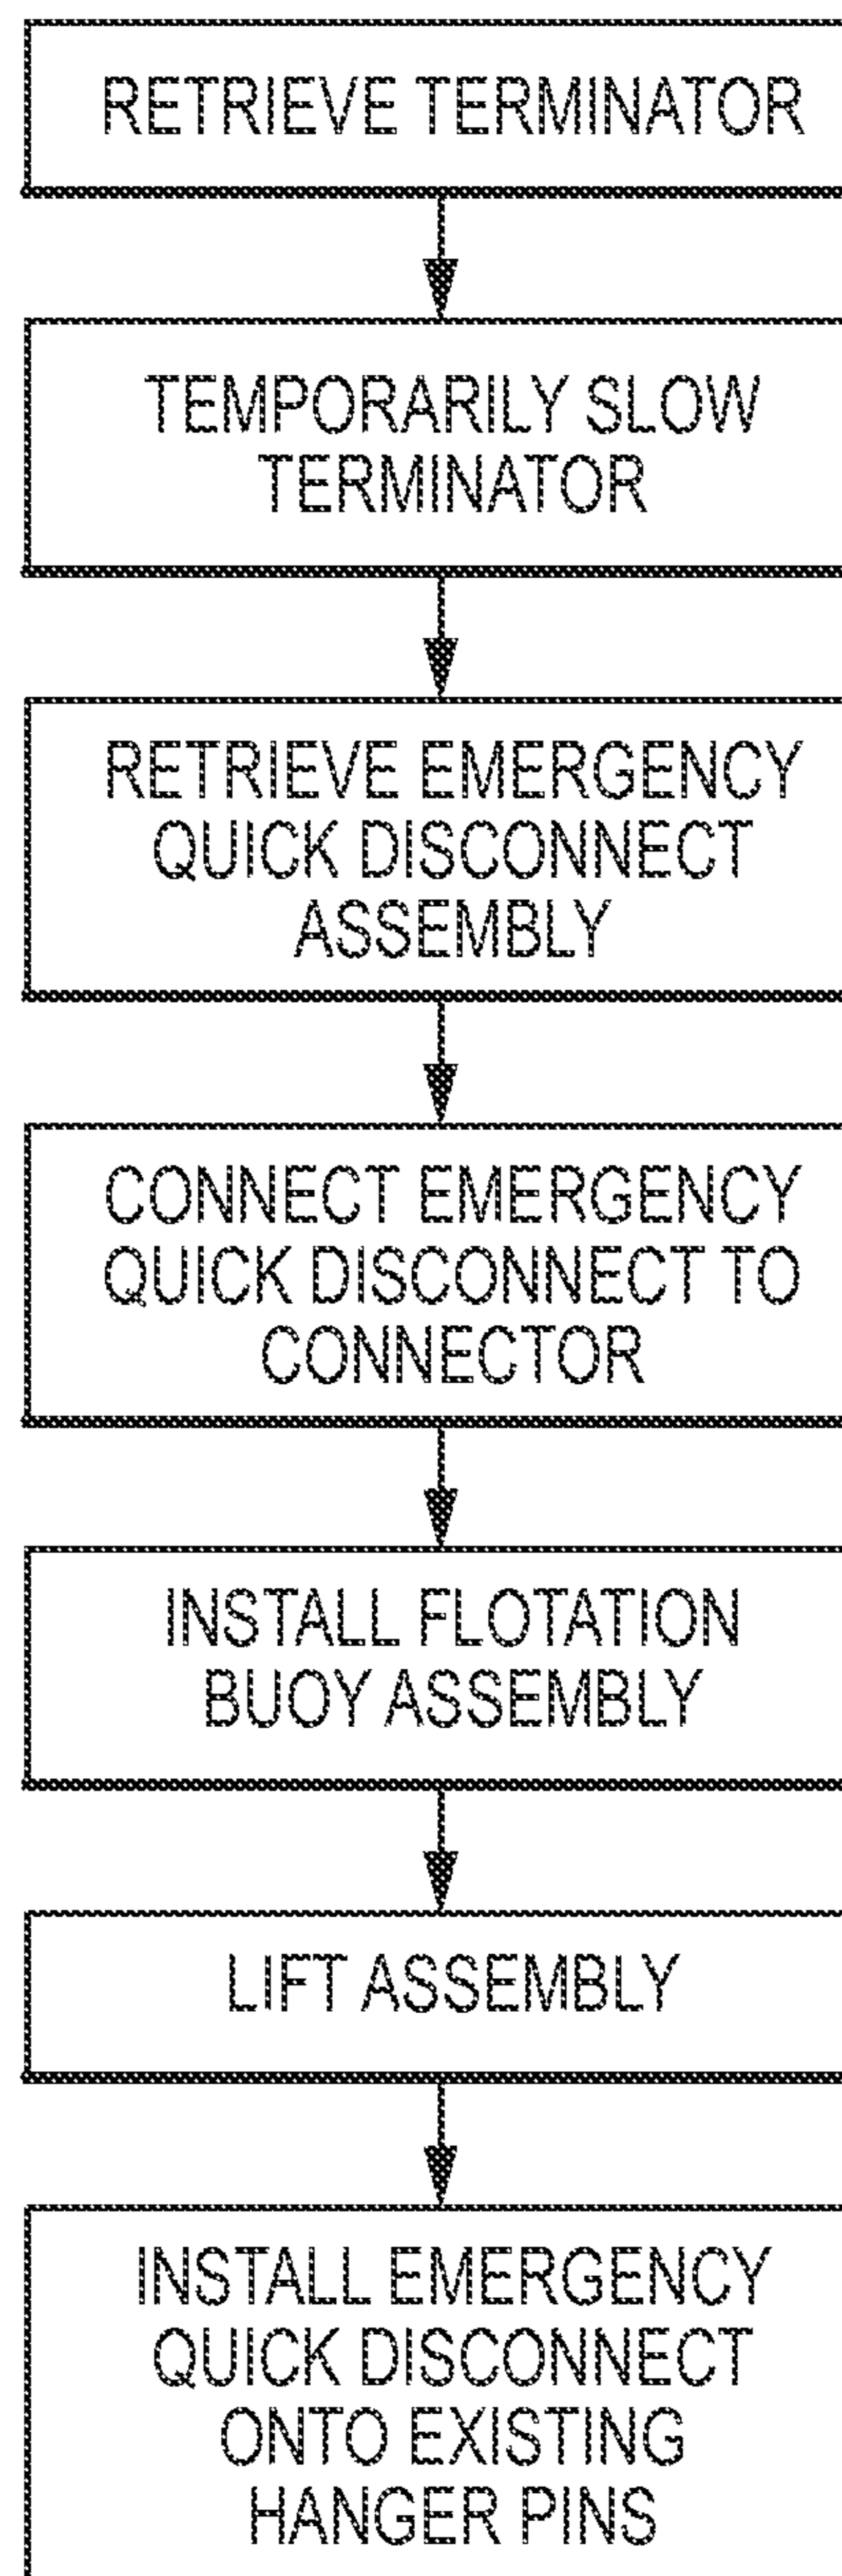 RETRIEVE TERMINATOR
TEMPORARILY SLOW
TERMINATOR
RETRIEVE EMERGENCY
QUICK DISCONNECT
ASSEMBLY
CONNECT EMERGENCY
QUICK DISCONNECT TO
CONNECTOR
INSTALL FLOTATION
BUOY ASSEMBLY
LIFT ASSEMBLY
INSTALL EMERGENCY
QUICK DISCONNECT
ONTO EXISTING
HANGER PINS